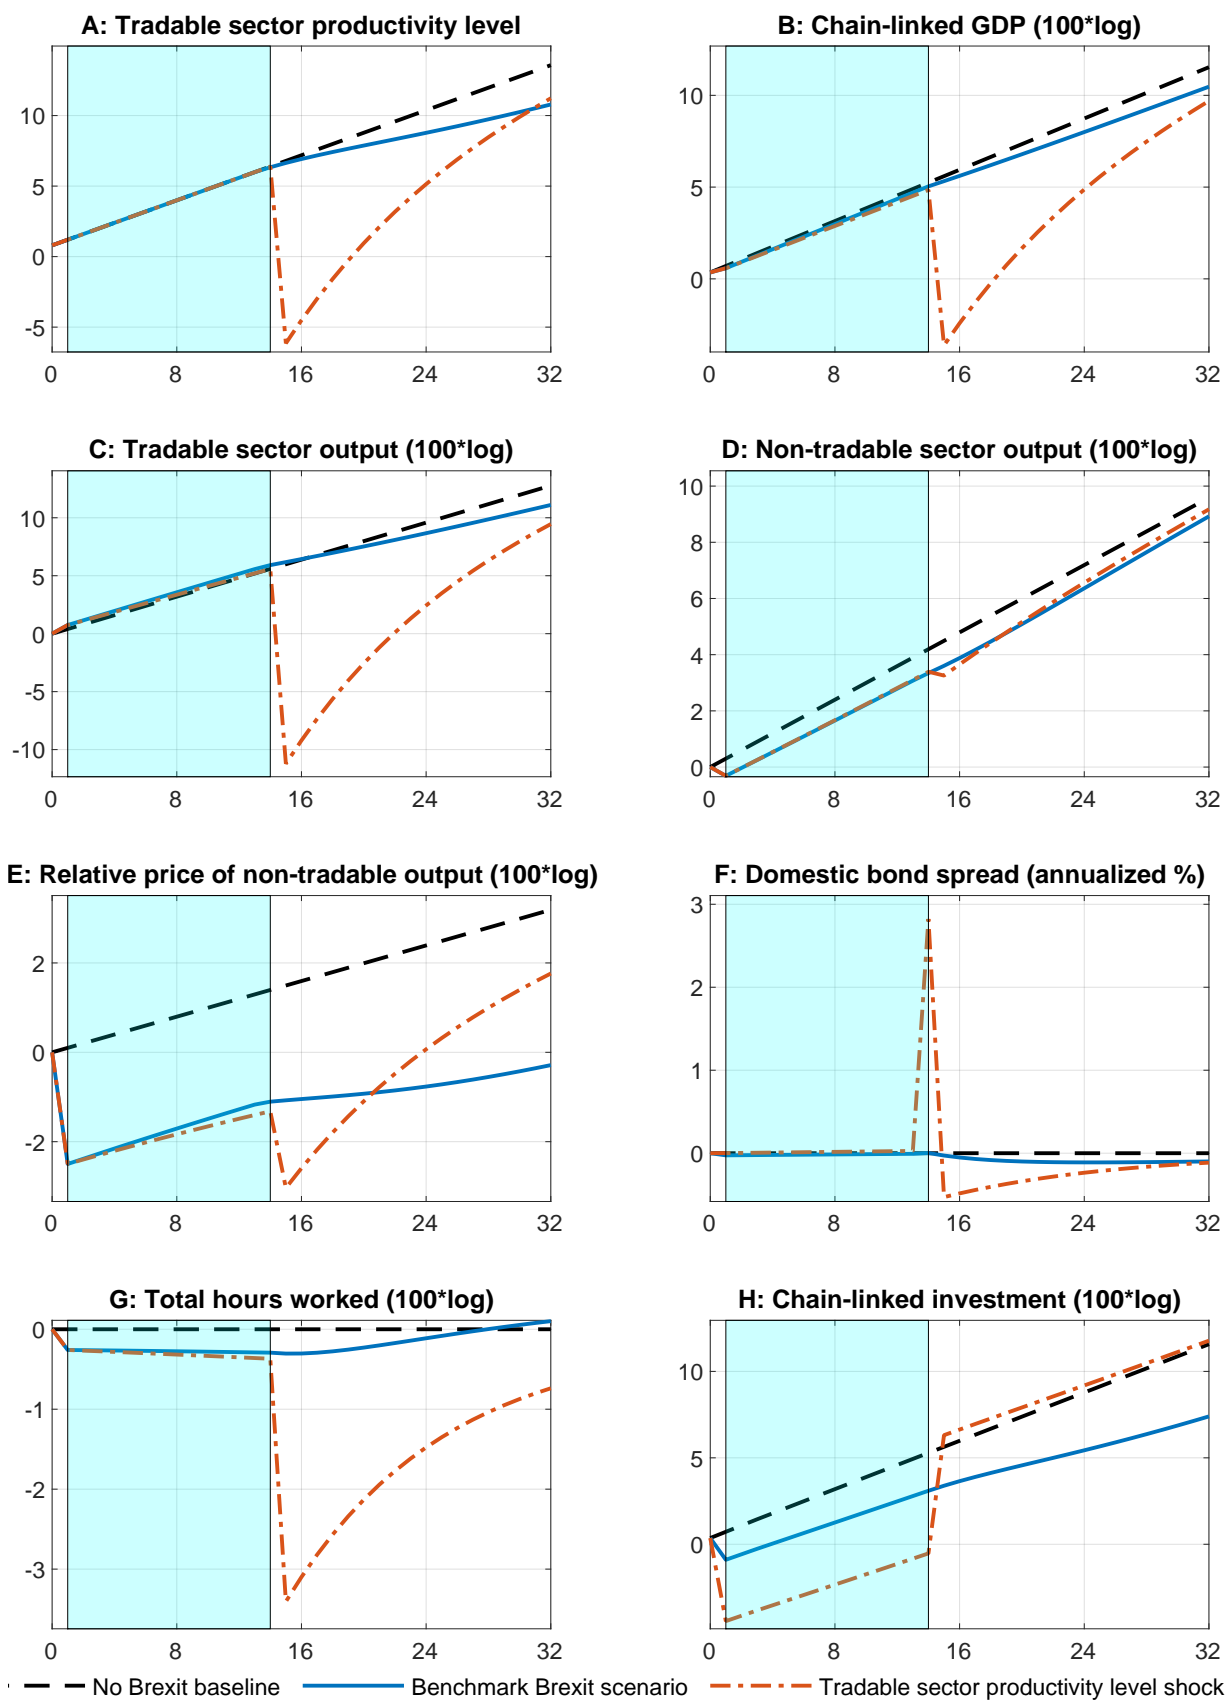 A: Tradable sector productivity level
10
5
0
-5
0 8 16 24 32
B: Chain-linked GDP (100*log)
10
5
0
0 8 16 24 32
C: Tradable sector output (100*log)
10
5
0
-5
-10
0 8 16 24 32
D: Non-tradable sector output (100*log)
10
8
6
4
2
0
0 8 16 24 32
E: Relative price of non-tradable output (100*log)
2
0
-2
0 8 16 24 32
F: Domestic bond spread (annualized %)
3
2
1
0
0 8 16 24 32
G: Total hours worked (100*log)
0
-1
-2
-3
0 8 16 24 32
H: Chain-linked investment (100*log)
10
5
0
0 8 16 24 32
No Brexit baseline Benchmark Brexit scenario Tradable sector productivity level shock